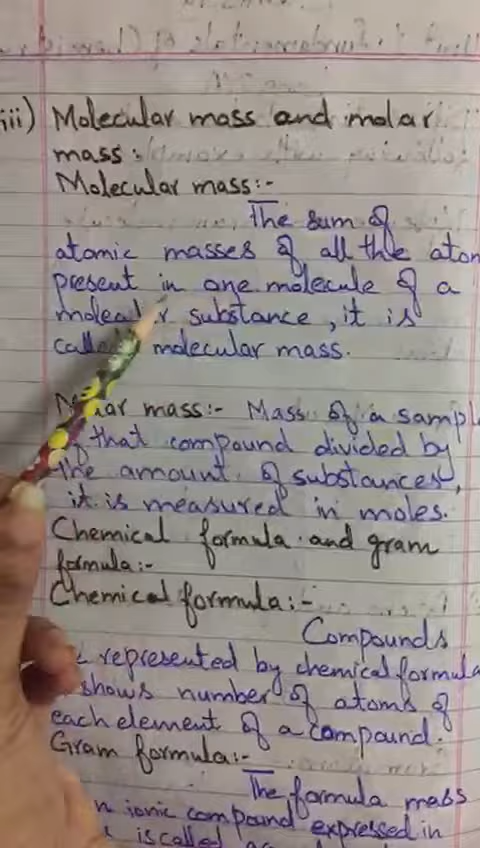 iii) Molecular mass and molar
mass:
Molecular mass:-
The sum of
atomic masses of all the atom
present in one molecule of a
substance, it is
molecular mass.
mass:- Mass of a sampl
that compound divided by
the amount of substances,
it is measured in moles.
Chemical formula and gram
formula:-
Chemical formula:-
Compounds
represented by chemical formula
shows number of atoms of
each element of a compound.
Gram formula:-
The formula mass
ionic compound expressed in
is called